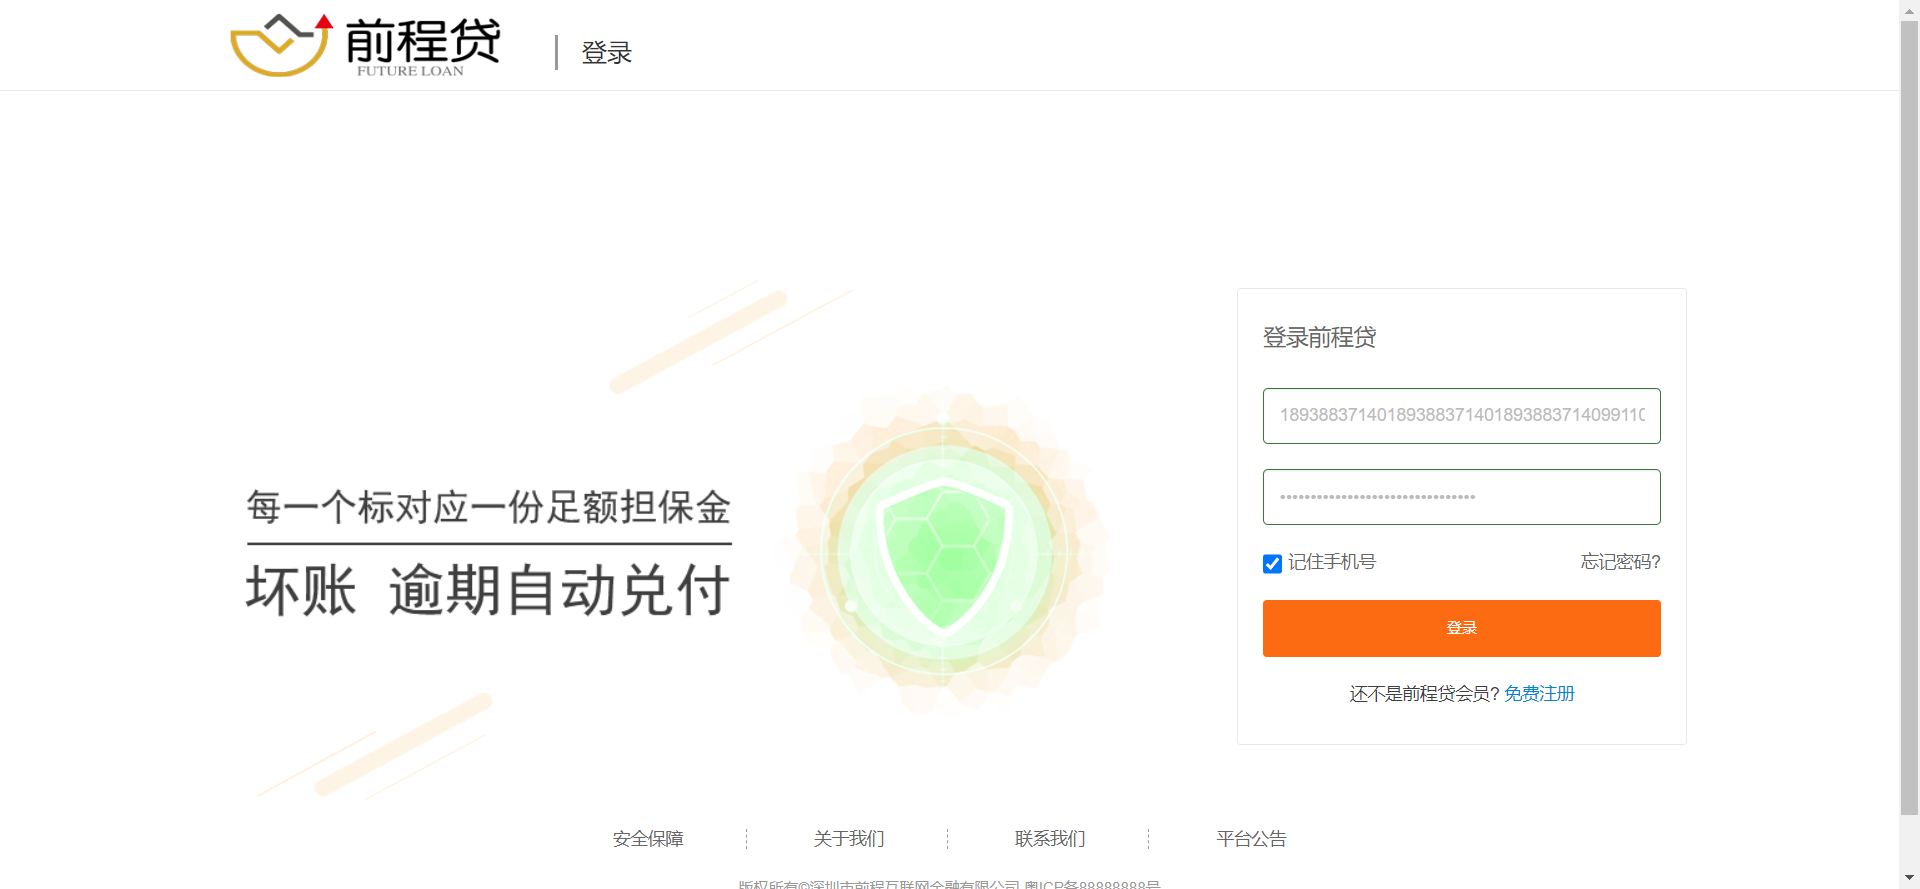 前程贷
FUTURE LOAN
登录
每一个标对应一份足额担保金
坏账 逾期自动兑付
登录前程贷
18938837140189388371401893883714099110
••••••••••••••••••••••••••••••••
记住手机号
忘记密码?
登录
还不是前程贷会员? 免费注册
安全保障
关于我们
联系我们
平台公告
版权所有©深圳市前程互联网金融有限公司 粤ICP备88888888号